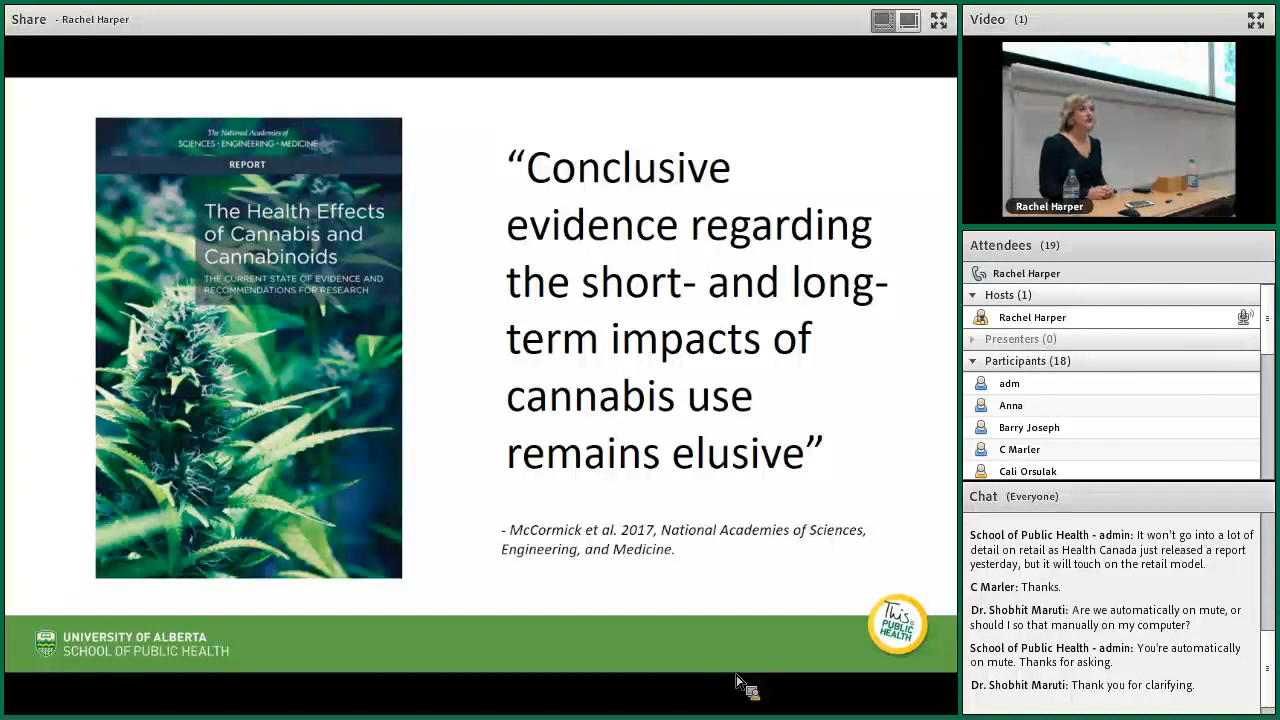 Share - Rachel Harper
The National Academies of
SCIENCES · ENGINEERING · MEDICINE
REPORT
The Health Effects
of Cannabis and
Cannabinoids
THE CURRENT STATE OF EVIDENCE AND
RECOMMENDATIONS FOR RESEARCH
“Conclusive
evidence regarding
the short- and long-
term impacts of
cannabis use
remains elusive”
- McCormick et al. 2017, National Academies of Sciences,
Engineering, and Medicine.
UNIVERSITY OF ALBERTA
SCHOOL OF PUBLIC HEALTH
This is
PUBLIC
HEALTH
Video (1)
Rachel Harper
Attendees (19)
Rachel Harper
Hosts (1)
Rachel Harper
Presenters (0)
Participants (18)
adm
Anna
Barry Joseph
C Marler
Cali Orsulak
Chat (Everyone)
School of Public Health - admin: It won't go into a lot of
detail on retail as Health Canada just released a report
yesterday, but it will touch on the retail model.
C Marler: Thanks.
Dr. Shobhit Maruti: Are we automatically on mute, or
should I so that manually on my computer?
School of Public Health - admin: You're automatically
on mute. Thanks for asking.
Dr. Shobhit Maruti: Thank you for clarifying